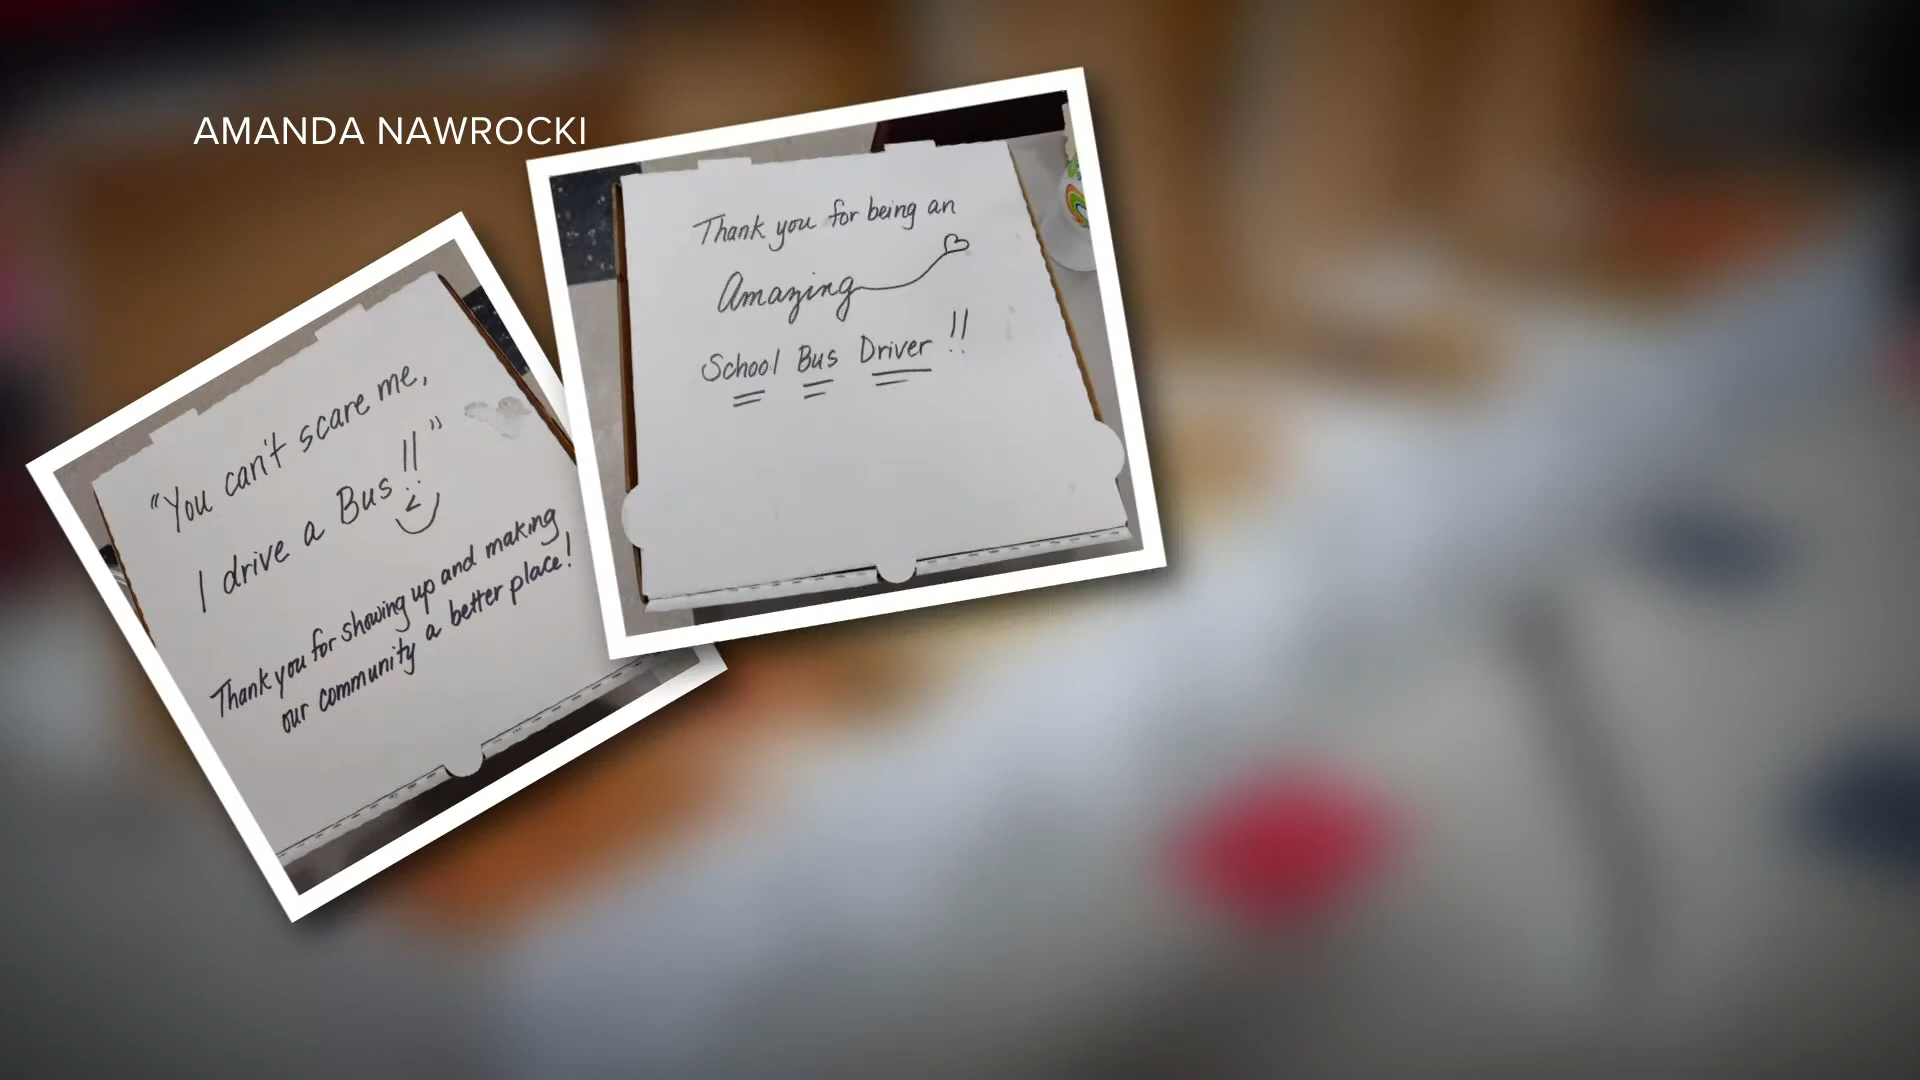 AMANDA NAWROCKI
"You can't scare me,
I drive a Bus!!"
Thank you for showing up and making
our community a better place!
Thank you for being an
Amazing
School Bus Driver!!